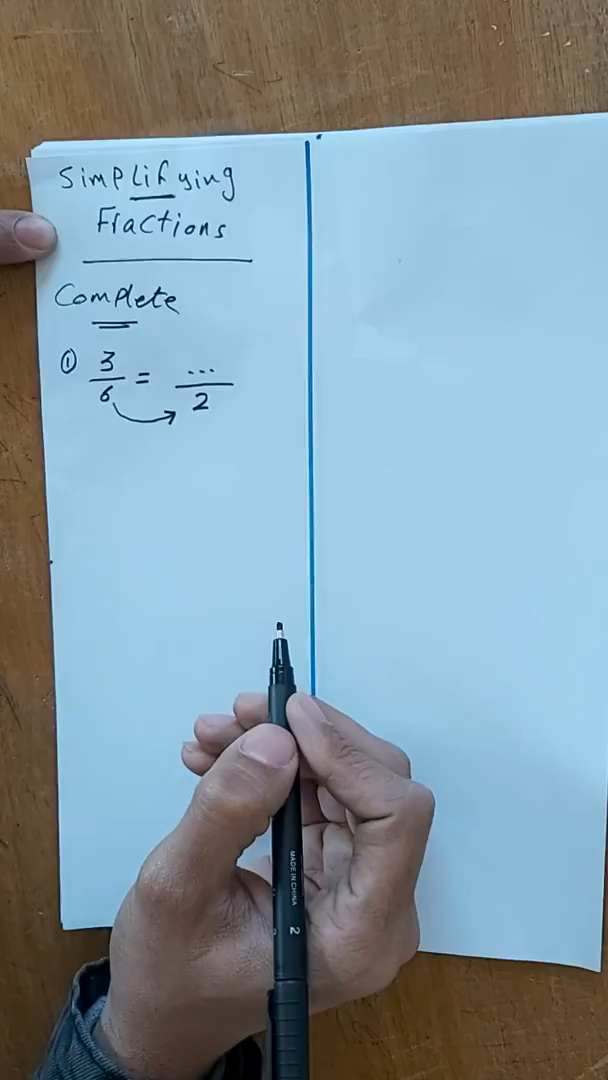 Simplifying
Fractions
Complete
① 3/6 = .../2
MADE IN CHINA
2